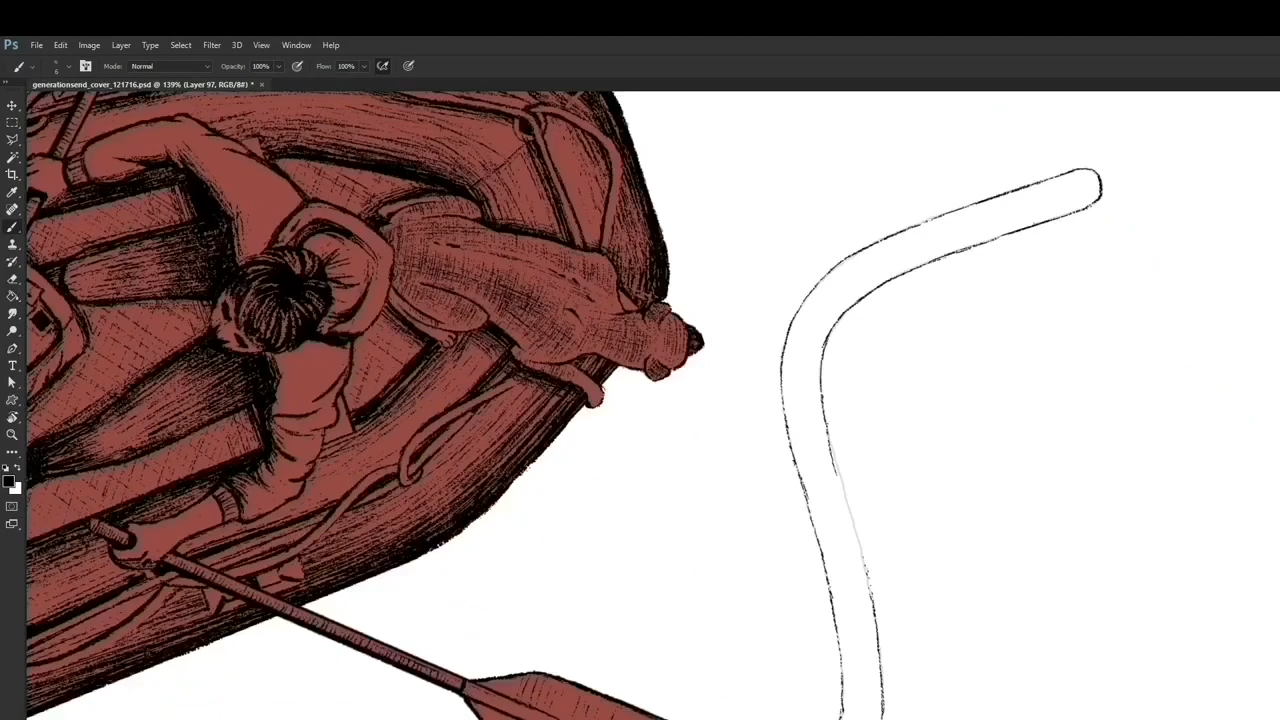 Ps File Edit Image Layer Type Select Filter 3D View Window Help
6 Mode: Normal Opacity: 100% Flow: 100%
generationsend_cover_121716.psd @ 139% (Layer 97, RGB/8#) * ×
T